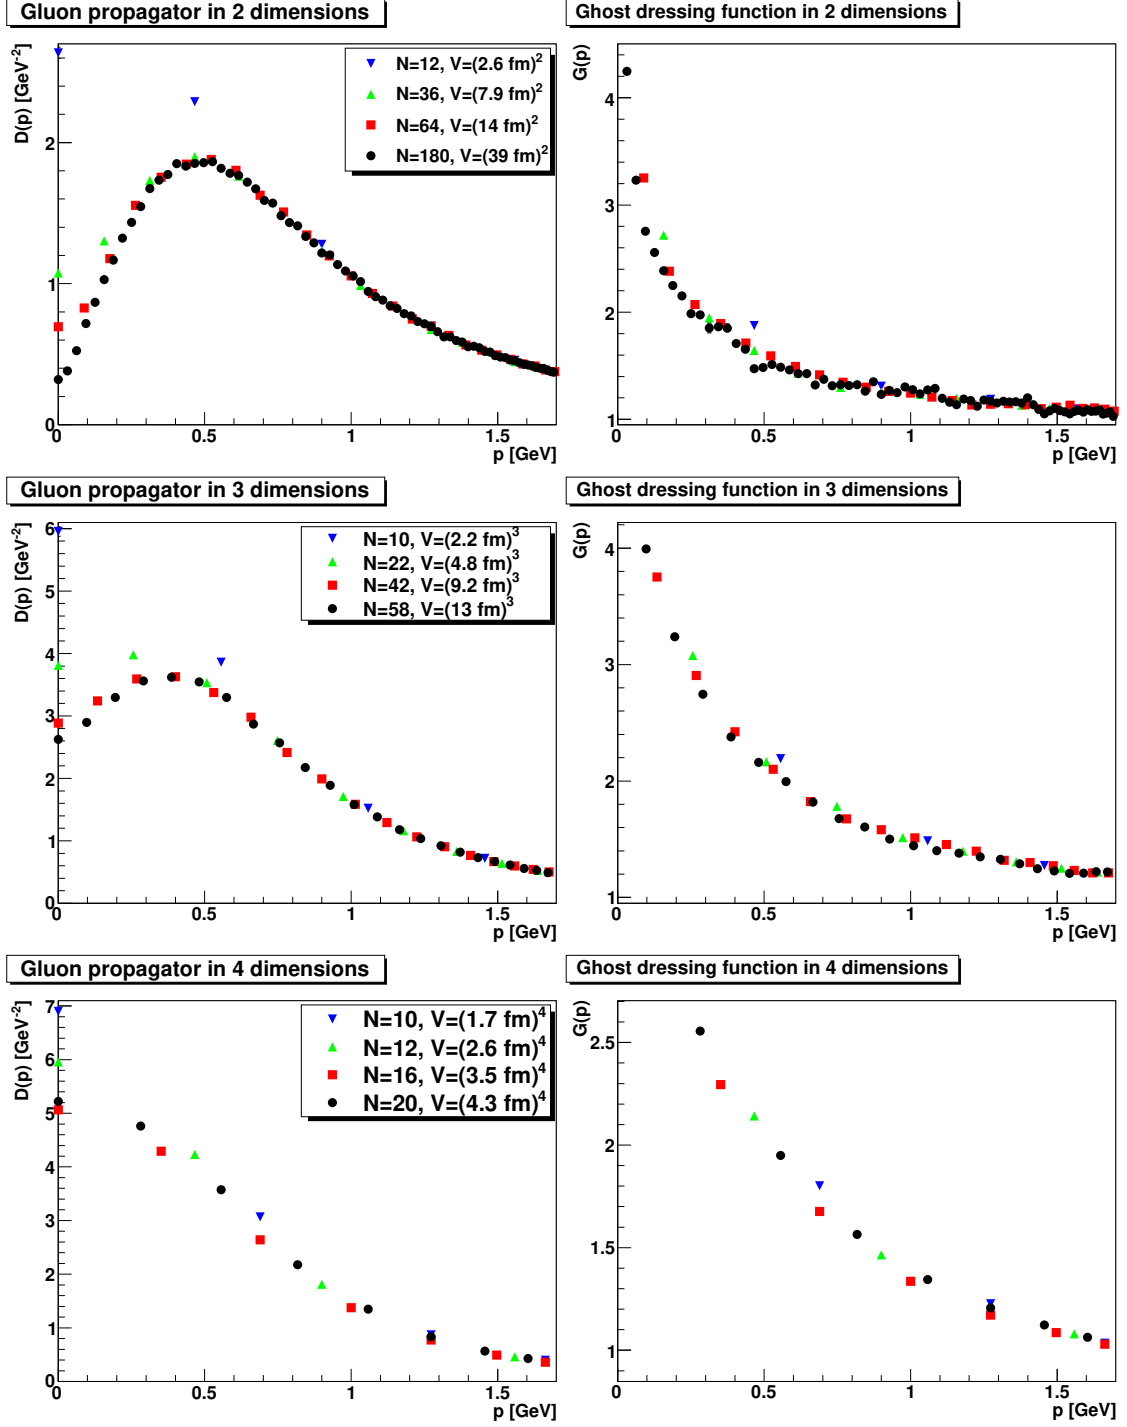 Gluon propagator in 2 dimensions
D(p) [GeV⁻²]
N=12, V=(2.6 fm)²
N=36, V=(7.9 fm)²
N=64, V=(14 fm)²
N=180, V=(39 fm)²
2
1
0
0
0.5
1
1.5
p [GeV]
Ghost dressing function in 2 dimensions
G(p)
4
3
2
1
0
0.5
1
1.5
p [GeV]
Gluon propagator in 3 dimensions
D(p) [GeV⁻²]
N=10, V=(2.2 fm)³
N=22, V=(4.8 fm)³
N=42, V=(9.2 fm)³
N=58, V=(13 fm)³
6
5
4
3
2
1
0
0
0.5
1
1.5
p [GeV]
Ghost dressing function in 3 dimensions
G(p)
4
3
2
1
0
0.5
1
1.5
p [GeV]
Gluon propagator in 4 dimensions
D(p) [GeV⁻²]
N=10, V=(1.7 fm)⁴
N=12, V=(2.6 fm)⁴
N=16, V=(3.5 fm)⁴
N=20, V=(4.3 fm)⁴
7
6
5
4
3
2
1
0
0
0.5
1
1.5
p [GeV]
Ghost dressing function in 4 dimensions
G(p)
2.5
2
1.5
1
0
0.5
1
1.5
p [GeV]